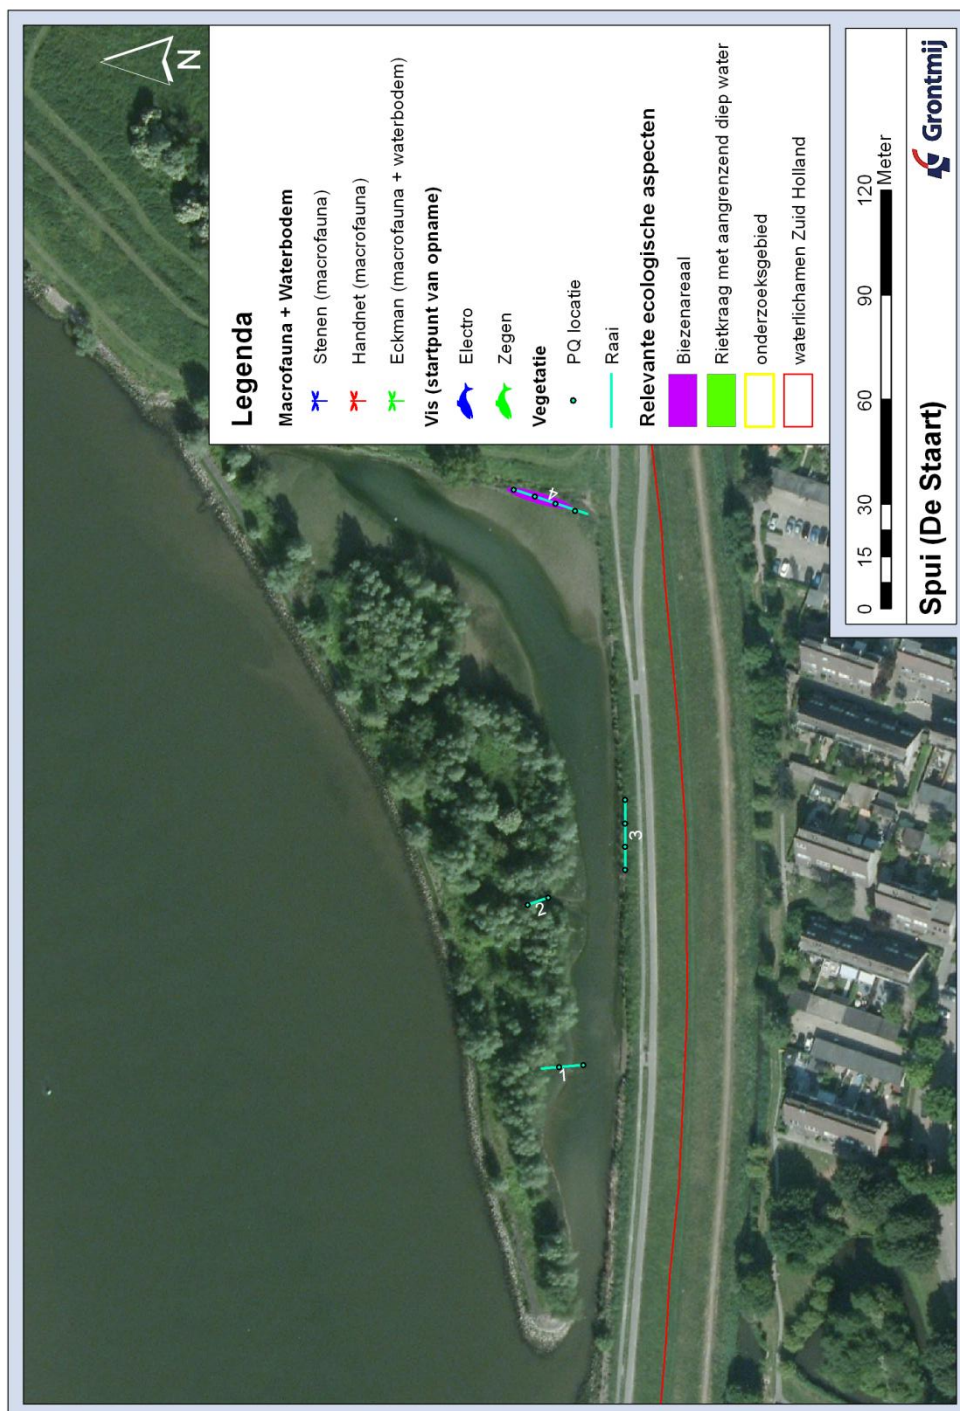 N
Legenda
Macrofauna + Waterbodem
Stenen (macrofauna)
Handnet (macrofauna)
Eckman (macrofauna + waterbodem)
Vis (startpunt van opname)
Electro
Zegen
Vegetatie
PQ locatie
Raai
Relevante ecologische aspecten
Biezenareaal
Rietkraag met aangrenzend diep water
onderzoeksgebied
waterlichamen Zuid Holland
1
2
3
4
0 15 30 60 90 120
Meter
Spui (De Staart)
Grontmij